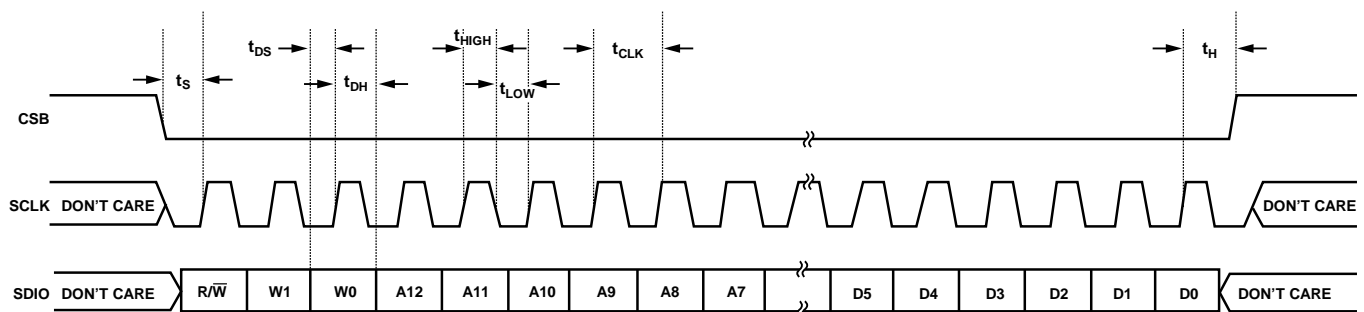 tDS tHIGH tCLK tH
tS tDH tLOW
CSB
SCLK DON'T CARE DON'T CARE
SDIO DON'T CARE R/W̅ W1 W0 A12 A11 A10 A9 A8 A7 D5 D4 D3 D2 D1 D0 DON'T CARE